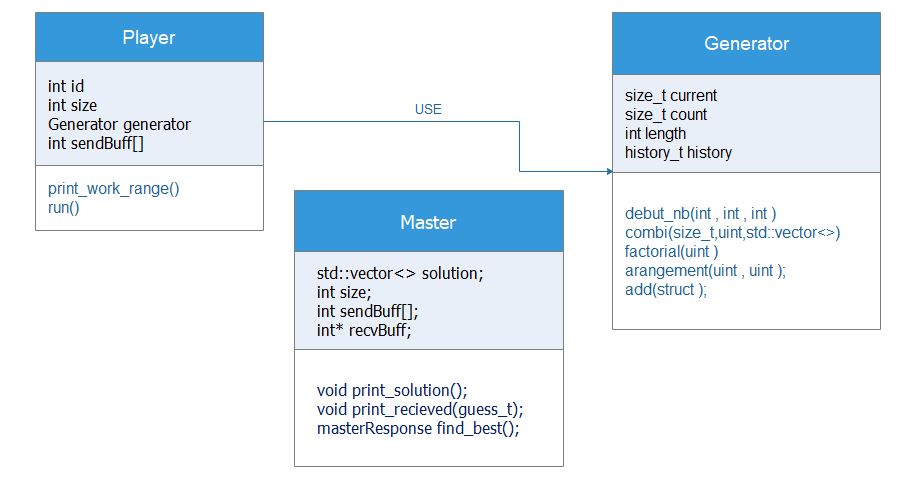 Player
int id
int size
Generator generator
int sendBuff[]
print_work_range()
run()
USE
Generator
size_t current
size_t count
int length
history_t history
debut_nb(int , int , int )
combi(size_t,uint,std::vector<>)
factorial(uint )
arangement(uint , uint );
add(struct );
Master
std::vector<> solution;
int size;
int sendBuff[];
int* recvBuff;
void print_solution();
void print_recieved(guess_t);
masterResponse find_best();